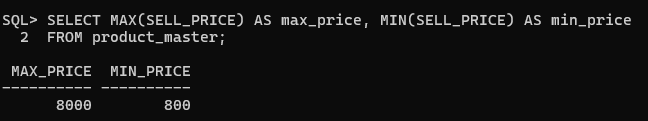 SQL> SELECT MAX(SELL_PRICE) AS max_price, MIN(SELL_PRICE) AS min_price
  2  FROM product_master;

 MAX_PRICE  MIN_PRICE
---------- ----------
      8000        800